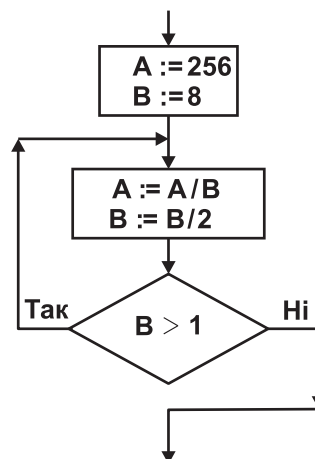 A := 256
B := 8
A := A/B
B := B/2
Так
B > 1
Ні